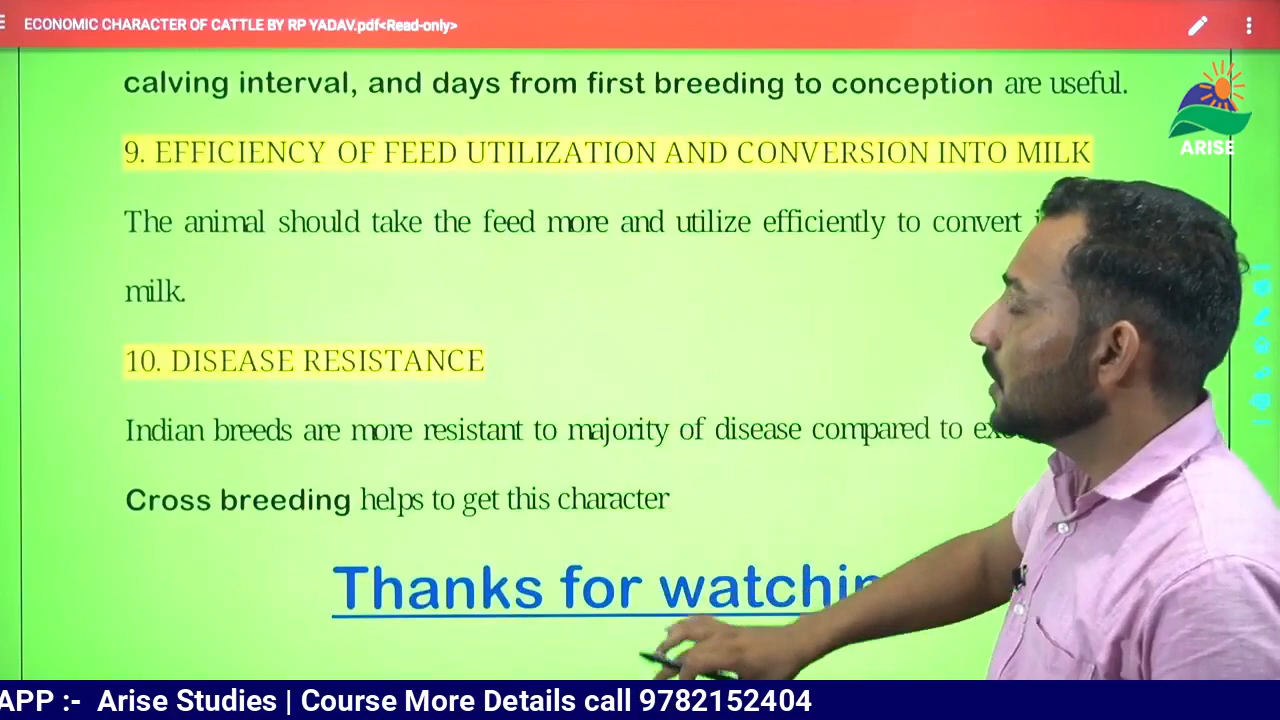 ECONOMIC CHARACTER OF CATTLE BY RP YADAV.pdf<Read-only>
calving interval, and days from first breeding to conception are useful.
ARISE
9. EFFICIENCY OF FEED UTILIZATION AND CONVERSION INTO MILK
The animal should take the feed more and utilize efficiently to convert
milk.
10. DISEASE RESISTANCE
Indian breeds are more resistant to majority of disease compared to
Cross breeding helps to get this character
Thanks for
APP :- Arise Studies | Course More Details call 9782152404